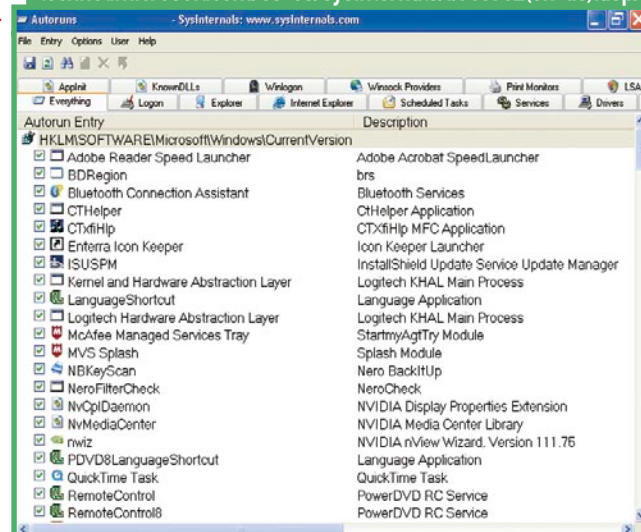 Autoruns - Sysinternals: www.sysinternals.com
File Entry Options User Help
AppInit KnownDLLs Winlogon Winsock Providers Print Monitors LSA
Everything Logon Explorer Internet Explorer Scheduled Tasks Services Drivers
Autorun Entry Description
HKLM\SOFTWARE\Microsoft\Windows\CurrentVersion
Adobe Reader Speed Launcher Adobe Acrobat SpeedLauncher
BDRegion brs
Bluetooth Connection Assistant Bluetooth Services
CTHelper CtHelper Application
CTxfiHlp CTXfiHlp MFC Application
Enterra Icon Keeper Icon Keeper Launcher
ISUSPM InstallShield Update Service Update Manager
Kernel and Hardware Abstraction Layer Logitech KHAL Main Process
LanguageShortcut Language Application
Logitech Hardware Abstraction Layer Logitech KHAL Main Process
McAfee Managed Services Tray StartmyAgtTry Module
MVS Splash Splash Module
NBKeyScan Nero BackItUp
NeroFilterCheck NeroCheck
NvCplDaemon NVIDIA Display Properties Extension
NvMediaCenter NVIDIA Media Center Library
nwiz NVIDIA nView Wizard, Version 111.75
PDVD8LanguageShortcut Language Application
QuickTime Task QuickTime Task
RemoteControl PowerDVD RC Service
RemoteControl8 PowerDVD RC Service